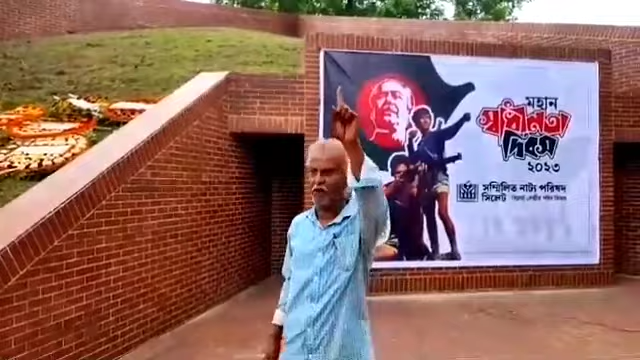 মহান
স্বাধীনতা
দিবস
২০২৩
সম্মিলিত নাট্য পরিষদ
সিলেট